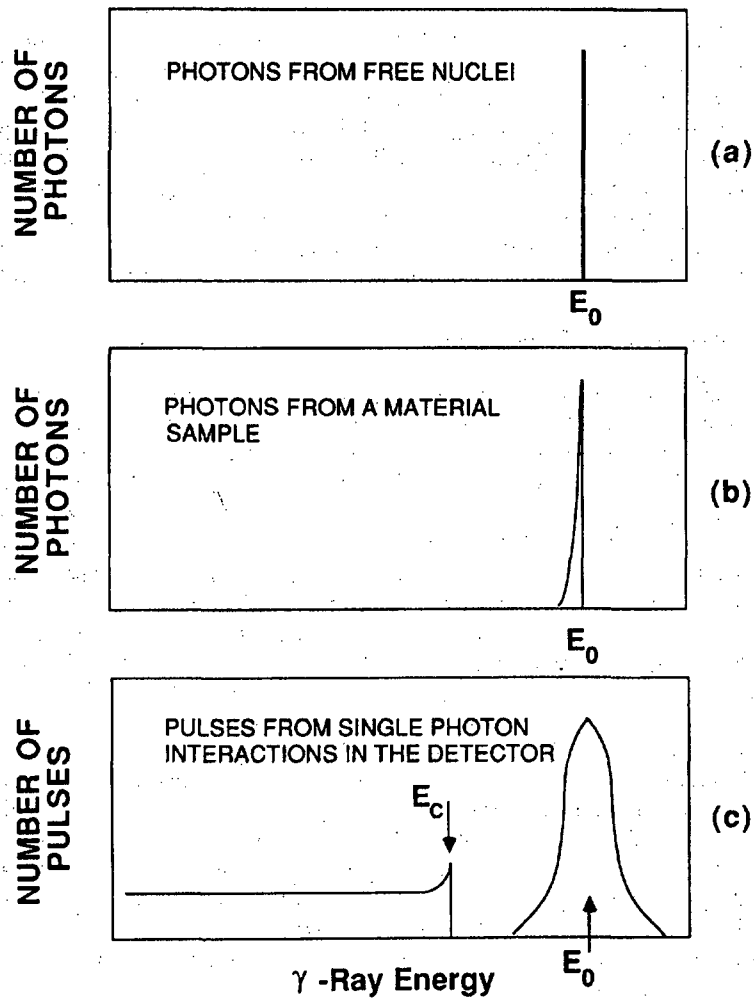 NUMBER OF
PHOTONS
PHOTONS FROM FREE NUCLEI
(a)
E0
NUMBER OF
PHOTONS
PHOTONS FROM A MATERIAL
SAMPLE
(b)
E0
NUMBER OF
PULSES
PULSES FROM SINGLE PHOTON
INTERACTIONS IN THE DETECTOR
EC
(c)
E0
γ -Ray Energy